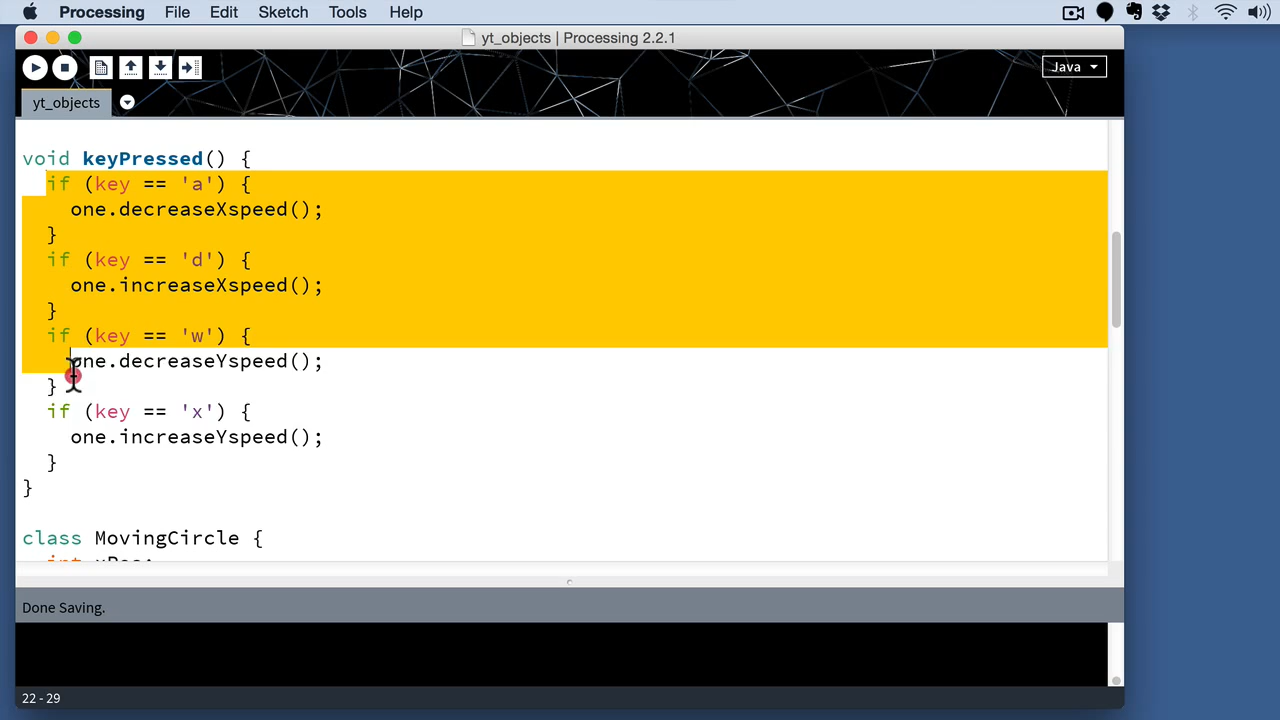 Processing File Edit Sketch Tools Help
yt_objects | Processing 2.2.1
Java
yt_objects
void keyPressed() {
  if (key == 'a') {
    one.decreaseXspeed();
  }
  if (key == 'd') {
    one.increaseXspeed();
  }
  if (key == 'w') {
    one.decreaseYspeed();
  }
  if (key == 'x') {
    one.increaseYspeed();
  }
}
class MovingCircle {
  int xPos;
Done Saving.
22 - 29